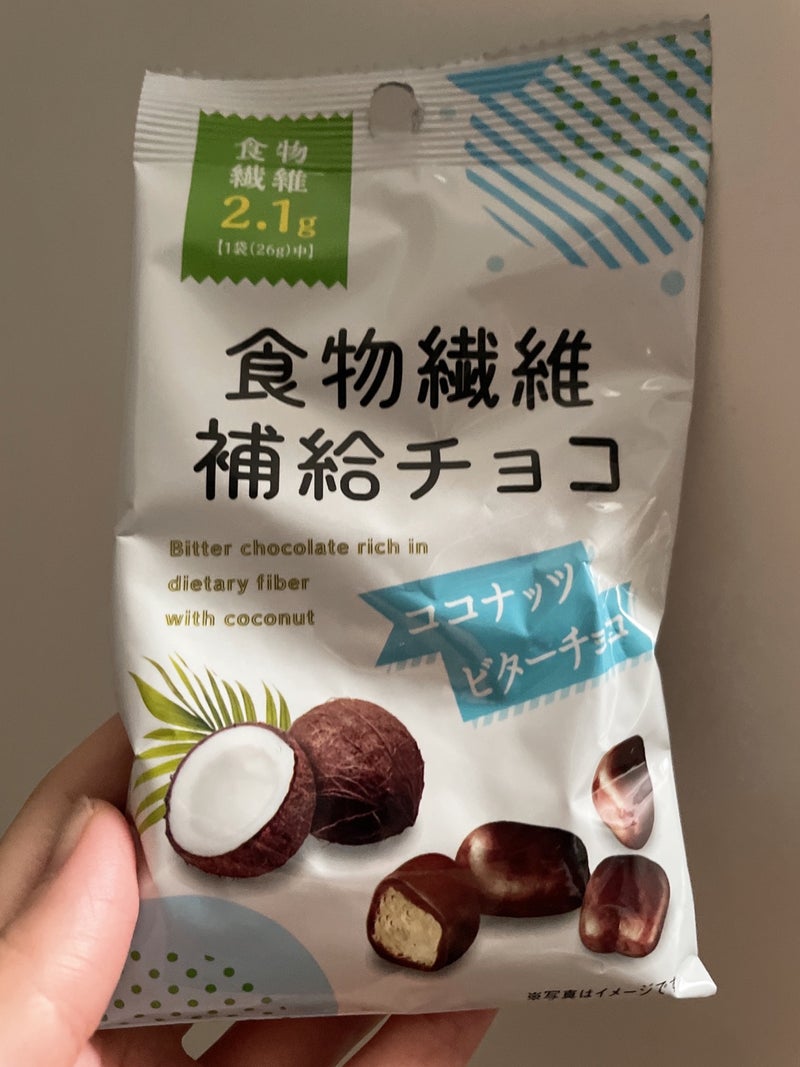 食物
繊維
2.1g
【1袋(26g)中】
食物繊維
補給チョコ
Bitter chocolate rich in
dietary fiber
with coconut
ココナッツ
ビターチョコ
※写真はイメージです